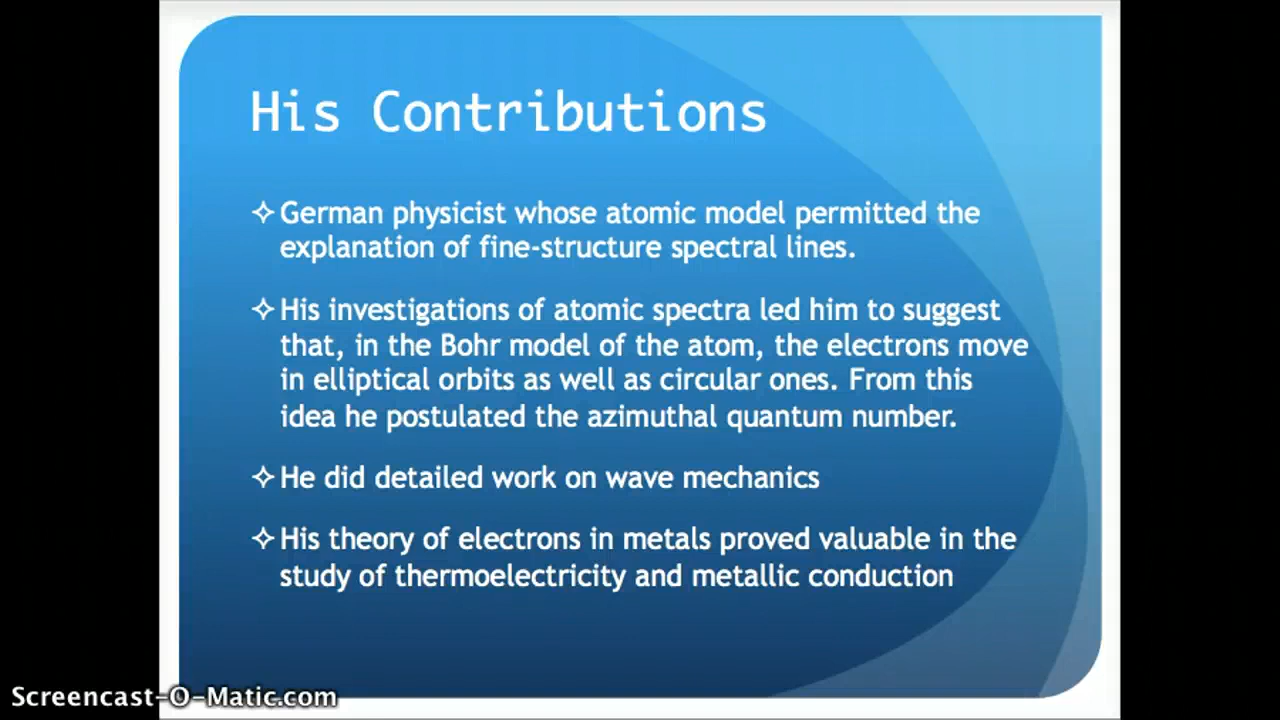 His Contributions
✧German physicist whose atomic model permitted the
explanation of fine-structure spectral lines.
✧His investigations of atomic spectra led him to suggest
that, in the Bohr model of the atom, the electrons move
in elliptical orbits as well as circular ones. From this
idea he postulated the azimuthal quantum number.
✧He did detailed work on wave mechanics
✧His theory of electrons in metals proved valuable in the
study of thermoelectricity and metallic conduction
Screencast-O-Matic.com